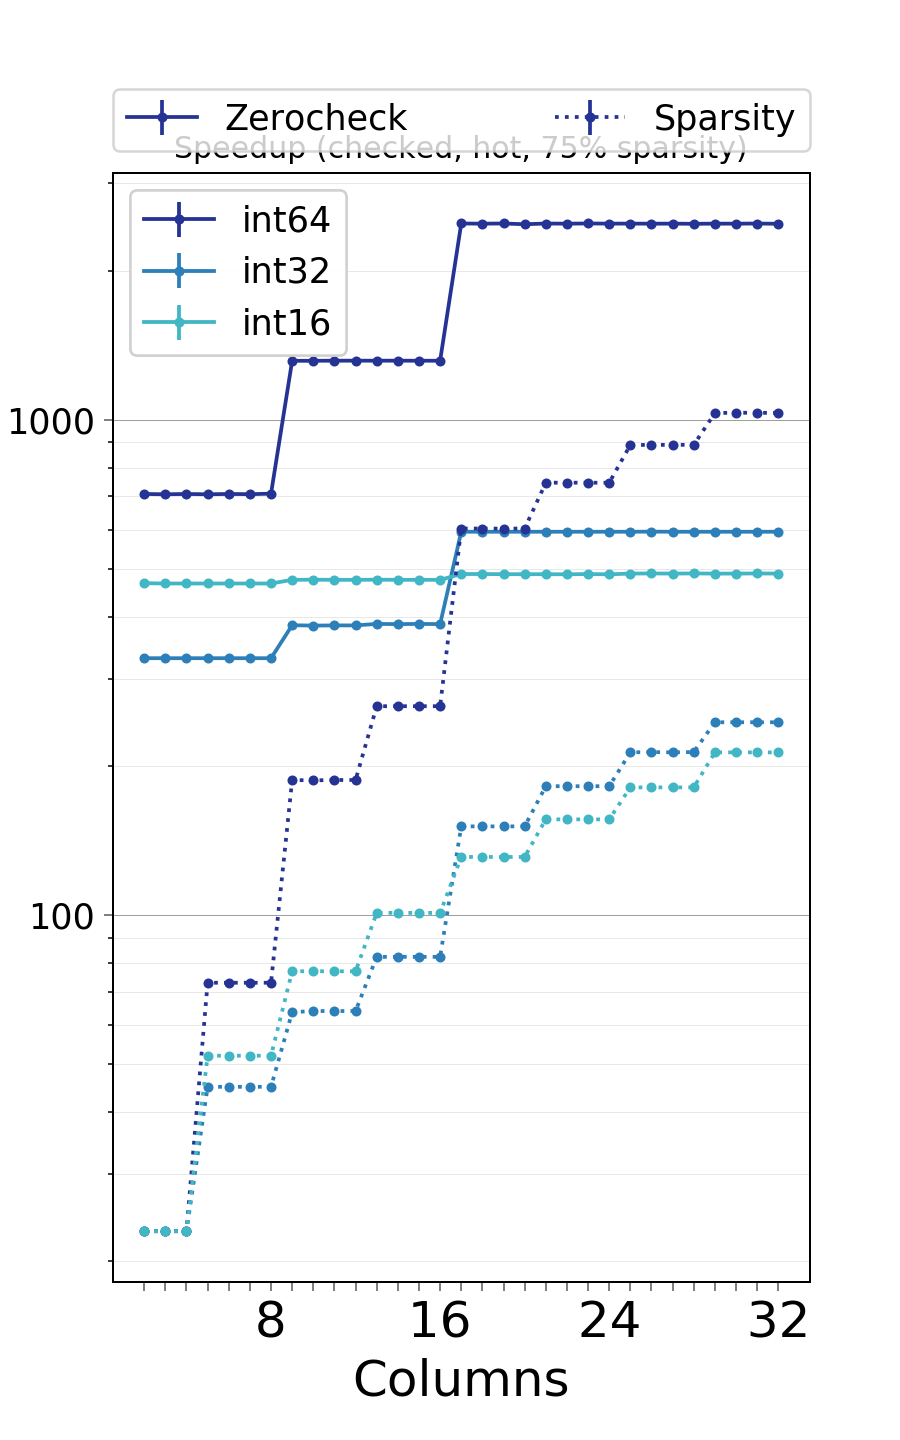 Zerocheck Sparsity
Speedup (checked, hot, 75% sparsity)
int64
int32
int16
1000
100
8 16 24 32
Columns